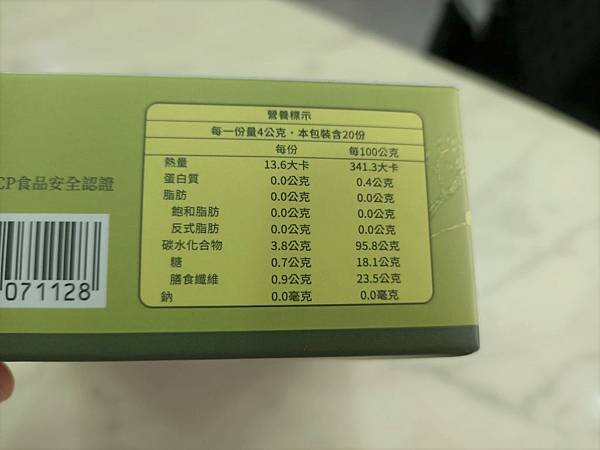 營養標示
每一份量4公克，本包裝含20份
每份 每100公克
熱量 13.6大卡 341.3大卡
蛋白質 0.0公克 0.4公克
脂肪 0.0公克 0.0公克
飽和脂肪 0.0公克 0.0公克
反式脂肪 0.0公克 0.0公克
碳水化合物 3.8公克 95.8公克
糖 0.7公克 18.1公克
膳食纖維 0.9公克 23.5公克
鈉 0.0毫克 0.0毫克
CP食品安全認證
071128